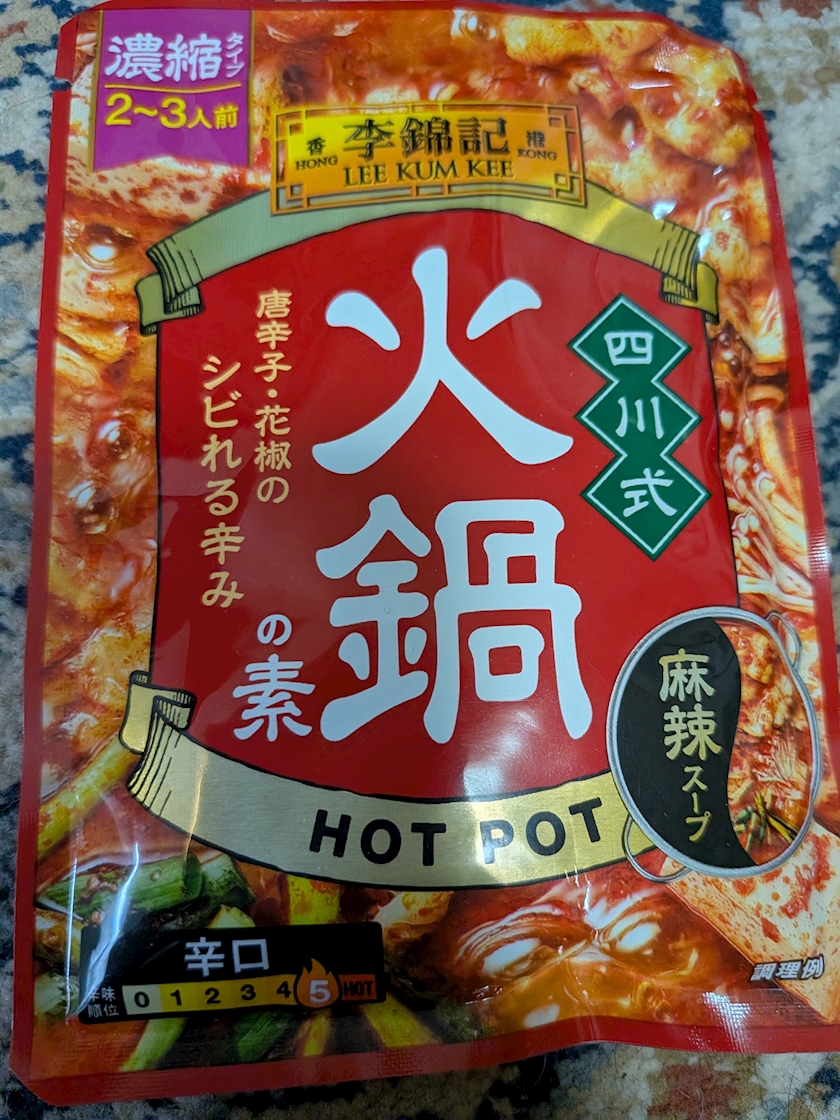 濃縮タイプ
2〜3人前
香 李錦記 港
HONG KONG
LEE KUM KEE
四川式
火鍋
の素
唐辛子・花椒の
シビれる辛み
麻辣スープ
HOT POT
辛口
辛味順位 0 1 2 3 4 5 HOT
調理例